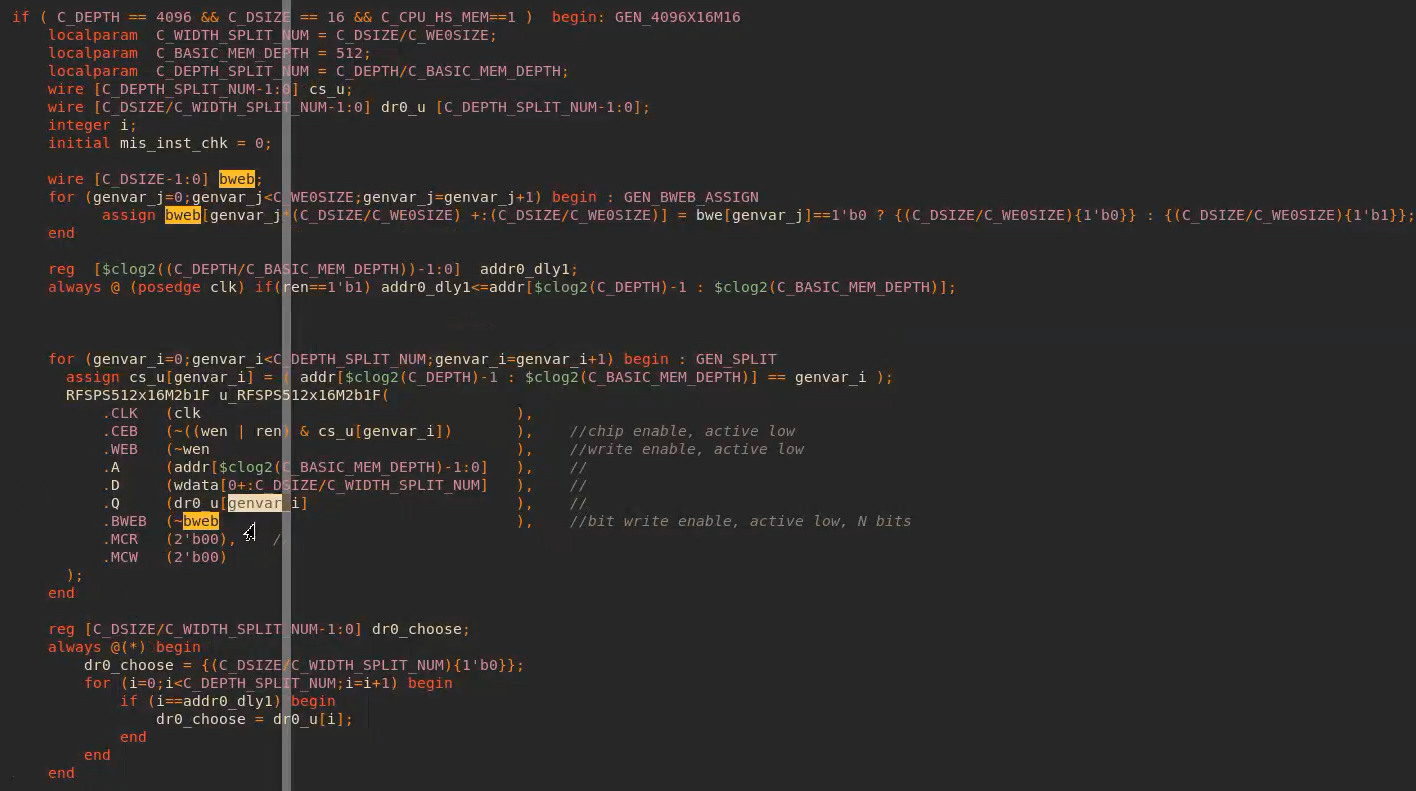 if ( C_DEPTH == 4096 && C_DSIZE == 16 && C_CPU_HS_MEM==1 )  begin: GEN_4096X16M16
    localparam  C_WIDTH_SPLIT_NUM = C_DSIZE/C_WE0SIZE;
    localparam  C_BASIC_MEM_DEPTH = 512;
    localparam  C_DEPTH_SPLIT_NUM = C_DEPTH/C_BASIC_MEM_DEPTH;
    wire [C_DEPTH_SPLIT_NUM-1:0] cs_u;
    wire [C_DSIZE/C_WIDTH_SPLIT_NUM-1:0] dr0_u [C_DEPTH_SPLIT_NUM-1:0];
    integer i;
    initial mis_inst_chk = 0;
    wire [C_DSIZE-1:0] bweb;
    for (genvar_j=0;genvar_j<C_WE0SIZE;genvar_j=genvar_j+1) begin : GEN_BWEB_ASSIGN
          assign bweb[genvar_j*(C_DSIZE/C_WE0SIZE) +:(C_DSIZE/C_WE0SIZE)] = bwe[genvar_j]==1'b0 ? {(C_DSIZE/C_WE0SIZE){1'b0}} : {(C_DSIZE/C_WE0SIZE){1'b1}};
    end
    reg  [$clog2((C_DEPTH/C_BASIC_MEM_DEPTH))-1:0]  addr0_dly1;
    always @ (posedge clk) if(ren==1'b1) addr0_dly1<=addr[$clog2(C_DEPTH)-1 : $clog2(C_BASIC_MEM_DEPTH)];
    for (genvar_i=0;genvar_i<C_DEPTH_SPLIT_NUM;genvar_i=genvar_i+1) begin : GEN_SPLIT
      assign cs_u[genvar_i] = ( addr[$clog2(C_DEPTH)-1 : $clog2(C_BASIC_MEM_DEPTH)] == genvar_i );
      RFSPS512x16M2b1F u_RFSPS512x16M2b1F(
          .CLK   (clk                                   ),
          .CEB   (~((wen | ren) & cs_u[genvar_i])       ),    //chip enable, active low
          .WEB   (~wen                                  ),    //write enable, active low
          .A     (addr[$clog2(C_BASIC_MEM_DEPTH)-1:0]   ),    //
          .D     (wdata[0+:C_DSIZE/C_WIDTH_SPLIT_NUM]   ),    //
          .Q     (dr0_u[genvar_i]                       ),    //
          .BWEB  (~bweb                                 ),    //bit write enable, active low, N bits
          .MCR   (2'b00),    //
          .MCW   (2'b00)
      );
    end
    reg [C_DSIZE/C_WIDTH_SPLIT_NUM-1:0] dr0_choose;
    always @(*) begin
        dr0_choose = {(C_DSIZE/C_WIDTH_SPLIT_NUM){1'b0}};
        for (i=0;i<C_DEPTH_SPLIT_NUM;i=i+1) begin
            if (i==addr0_dly1) begin
                dr0_choose = dr0_u[i];
            end
        end
    end